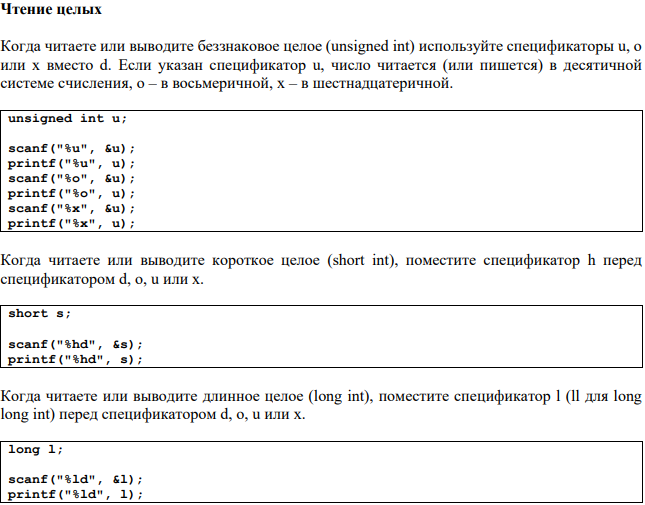 Чтение целых
Когда читаете или выводите беззнаковое целое (unsigned int) используйте спецификаторы u, o
или x вместо d. Если указан спецификатор u, число читается (или пишется) в десятичной
системе счисления, o – в восьмеричной, x – в шестнадцатеричной.
unsigned int u;
scanf("%u", &u);
printf("%u", u);
scanf("%o", &u);
printf("%o", u);
scanf("%x", &u);
printf("%x", u);
Когда читаете или выводите короткое целое (short int), поместите спецификатор h перед
спецификатором d, o, u или x.
short s;
scanf("%hd", &s);
printf("%hd", s);
Когда читаете или выводите длинное целое (long int), поместите спецификатор l (ll для long
long int) перед спецификатором d, o, u или x.
long l;
scanf("%ld", &l);
printf("%ld", l);